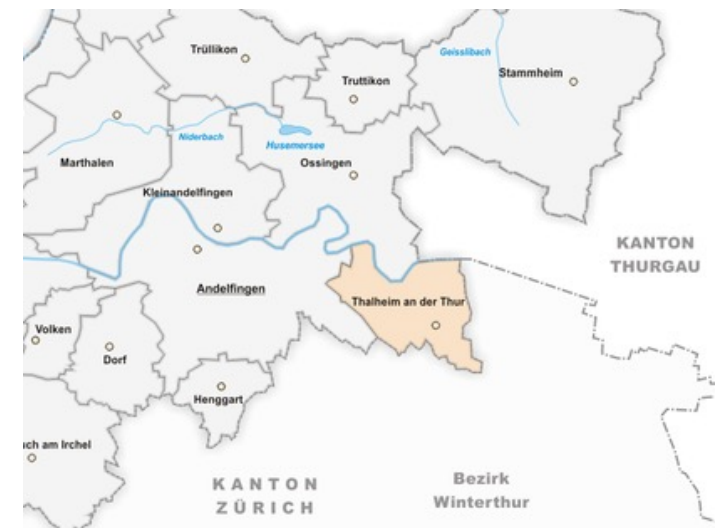 Trüllikon
Truttikon
Geisslibach
Stammheim
Niderbach
Husemersee
Marthalen
Ossingen
Kleinandelfingen
KANTON
THURGAU
Andelfingen
Thalheim an der Thur
Volken
Dorf
Henggart
uch am Irchel
KANTON
ZÜRICH
Bezirk
Winterthur